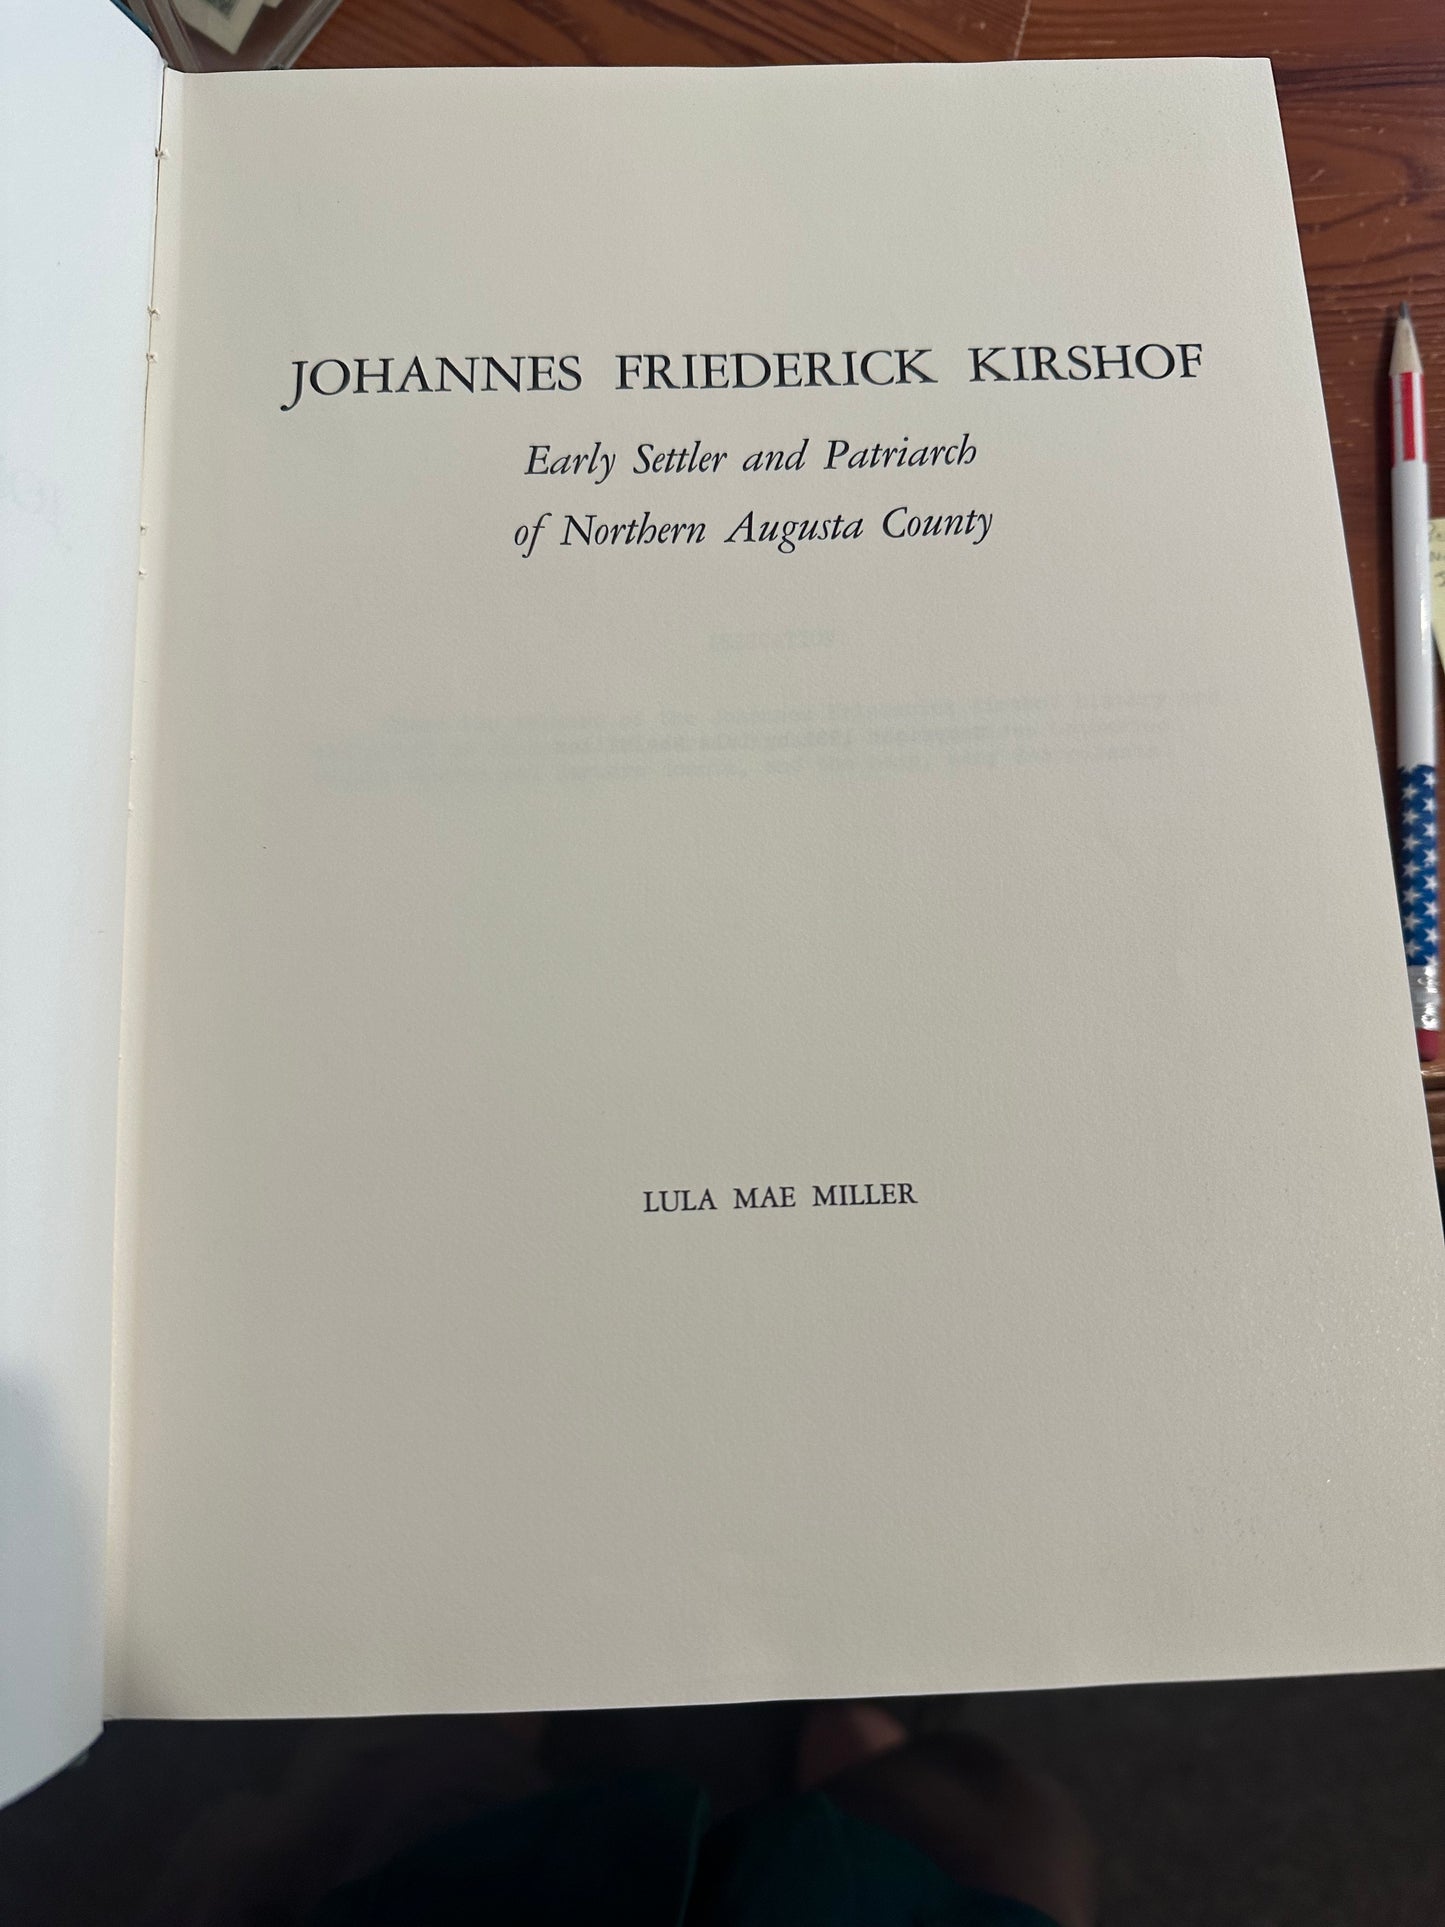 JOHANNES FRIEDERICK KIRSHOF
Early Settler and Patriarch
of Northern Augusta County
LULA MAE MILLER